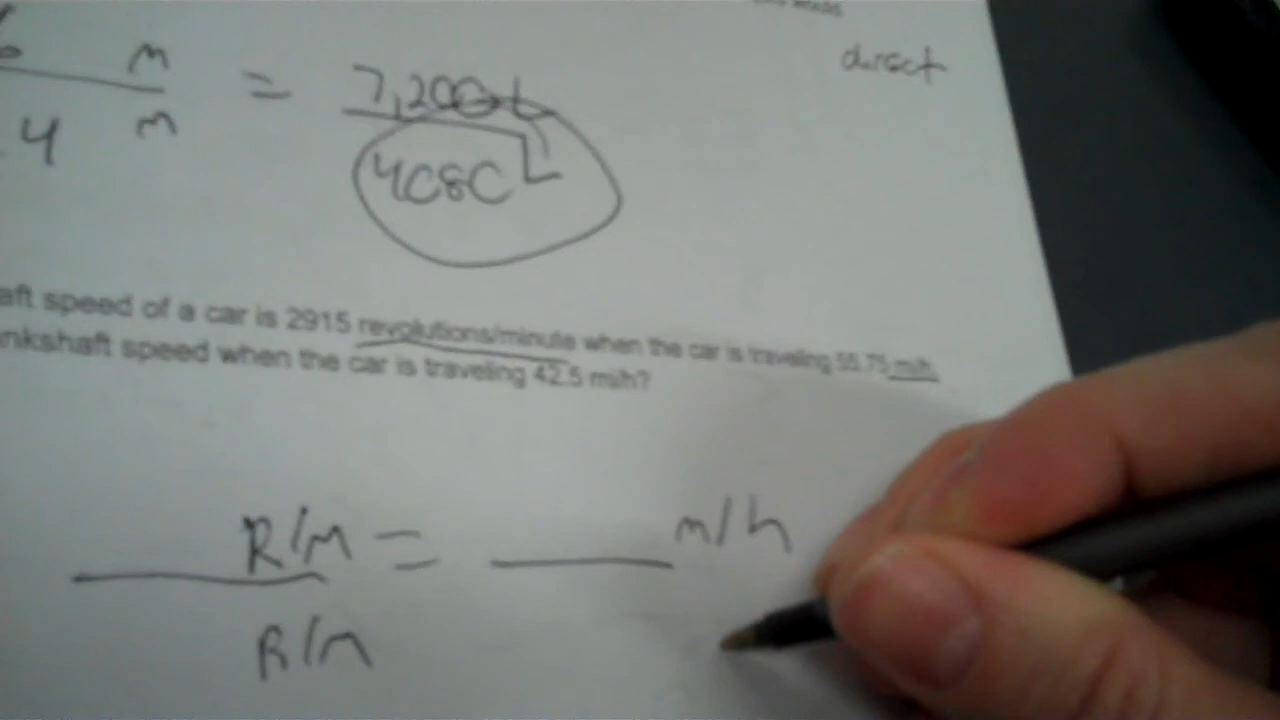 direct
6 m = 7,200 L
4 m 4080 L
aft speed of a car is 2915 revolutions/minute when the car is traveling 55.75 mi/h.
nkshaft speed when the car is traveling 42.5 mi/h?
R/M = m/h
R/M